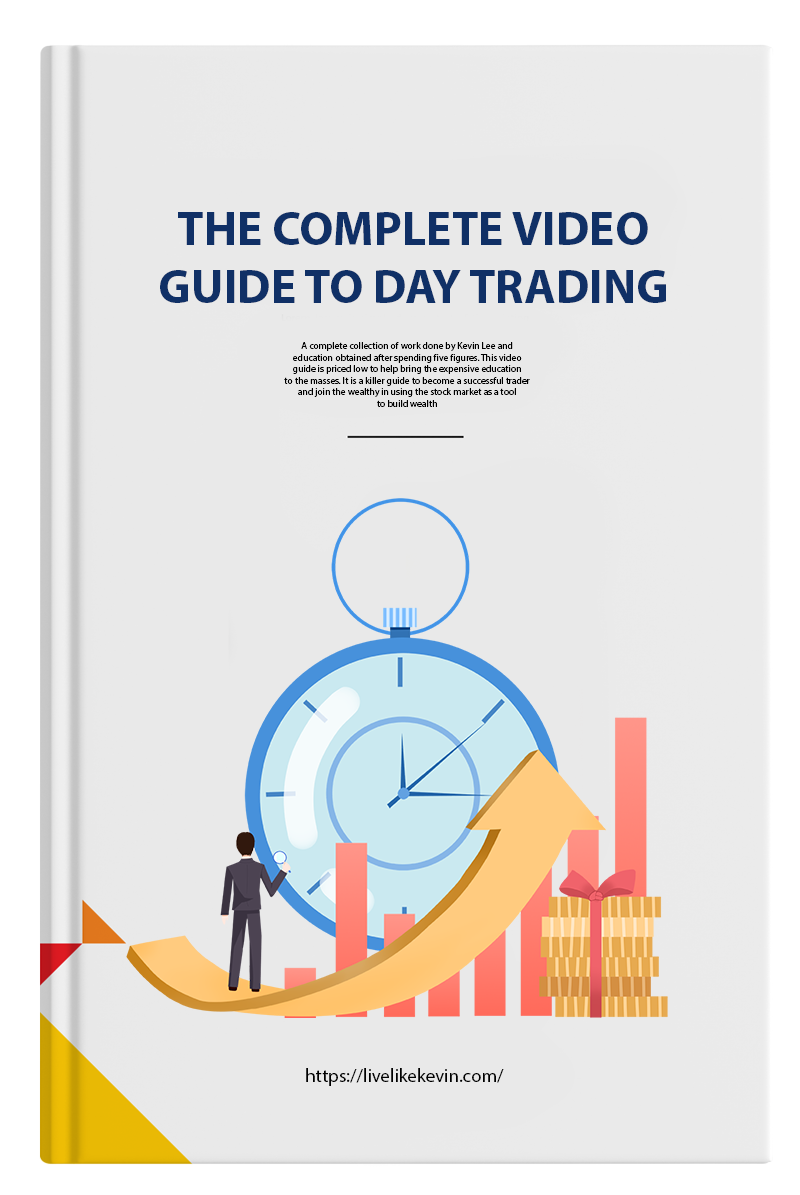 THE COMPLETE VIDEO
GUIDE TO DAY TRADING
A complete collection of work done by Kevin Lee and
education obtained after spending five figures. This video
guide is priced low to help bring the expensive education
to the masses. It is a killer guide to become a successful trader
and join the wealthy in using the stock market as a tool
to build wealth
https://livelikekevin.com/